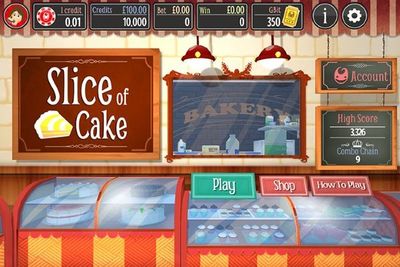 1 credit
0.01
Credits £100.00
10,000
Bet £0.00
0
Win £0.00
0
G Bit
350
i
Slice of
Cake
BAKERY
Account
High Score
3,326
Combo Chain
9
Play
Shop
How To Play